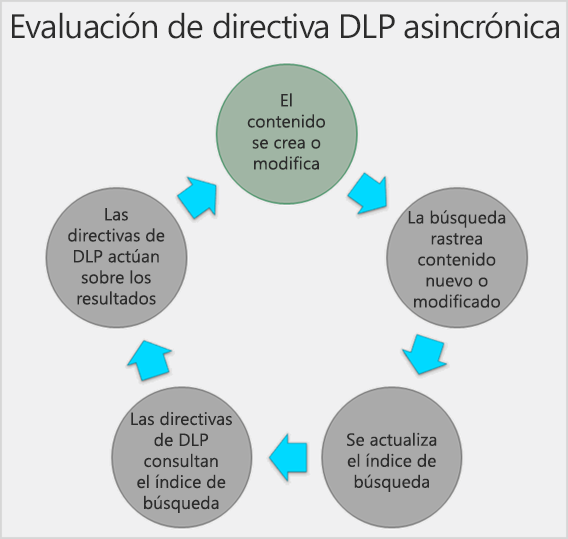 Evaluación de directiva DLP asincrónica
El
contenido
se crea o
modifica
La búsqueda
rastrea
contenido
nuevo o
modificado
Se actualiza
el índice de
búsqueda
Las directivas
de DLP
consultan
el índice de
búsqueda
Las
directivas de
DLP actúan
sobre los
resultados